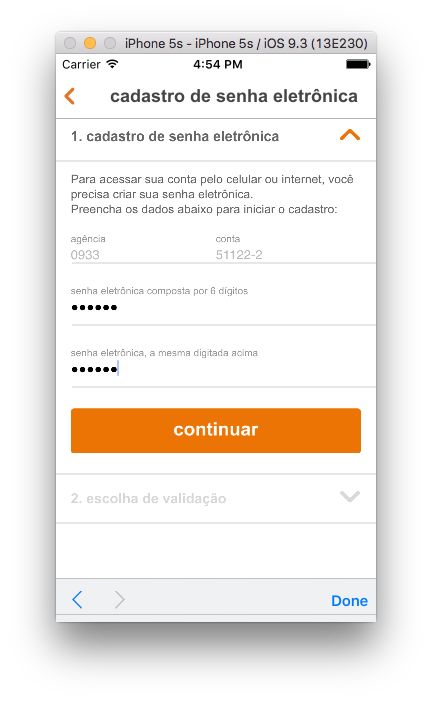 iPhone 5s - iPhone 5s / iOS 9.3 (13E230)
Carrier 4:54 PM
cadastro de senha eletrônica
1. cadastro de senha eletrônica
Para acessar sua conta pelo celular ou internet, você
precisa criar sua senha eletrônica.
Preencha os dados abaixo para iniciar o cadastro:
agência conta
0933 51122-2
senha eletrônica composta por 6 dígitos
••••••
senha eletrônica, a mesma digitada acima
••••••
continuar
2. escolha de validação
Done